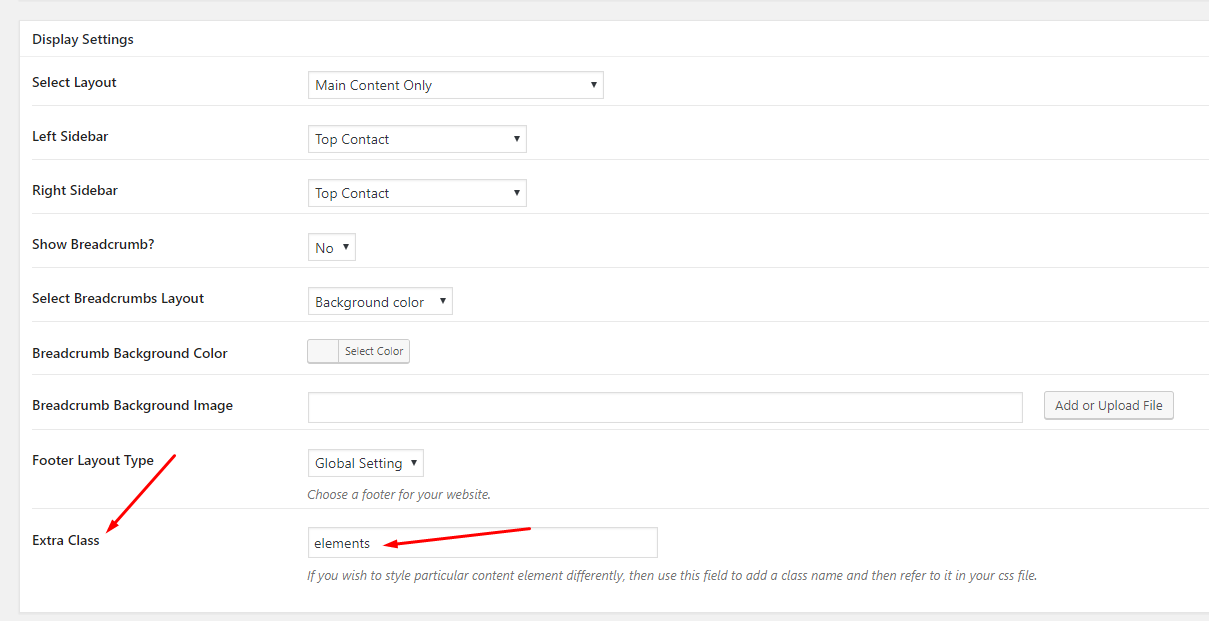 Display Settings
Select Layout
Main Content Only
Left Sidebar
Top Contact
Right Sidebar
Top Contact
Show Breadcrumb?
No
Select Breadcrumbs Layout
Background color
Breadcrumb Background Color
Select Color
Breadcrumb Background Image
Add or Upload File
Footer Layout Type
Global Setting
Choose a footer for your website.
Extra Class
elements
If you wish to style particular content element differently, then use this field to add a class name and then refer to it in your css file.